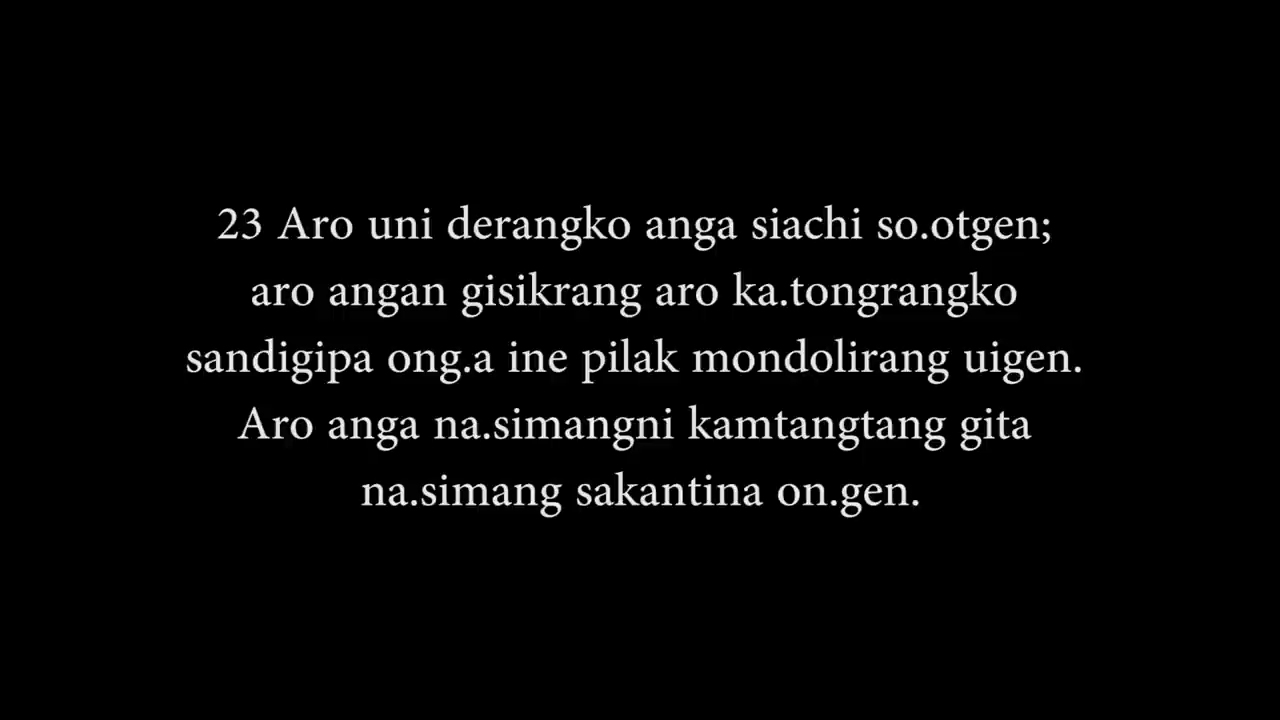 23 Aro uni derangko anga siachi so.otgen;
aro angan gisikrang aro ka.tongrangko
sandigipa ong.a ine pilak mondolirang uigen.
Aro anga na.simangni kamtangtang gita
na.simang sakantina on.gen.